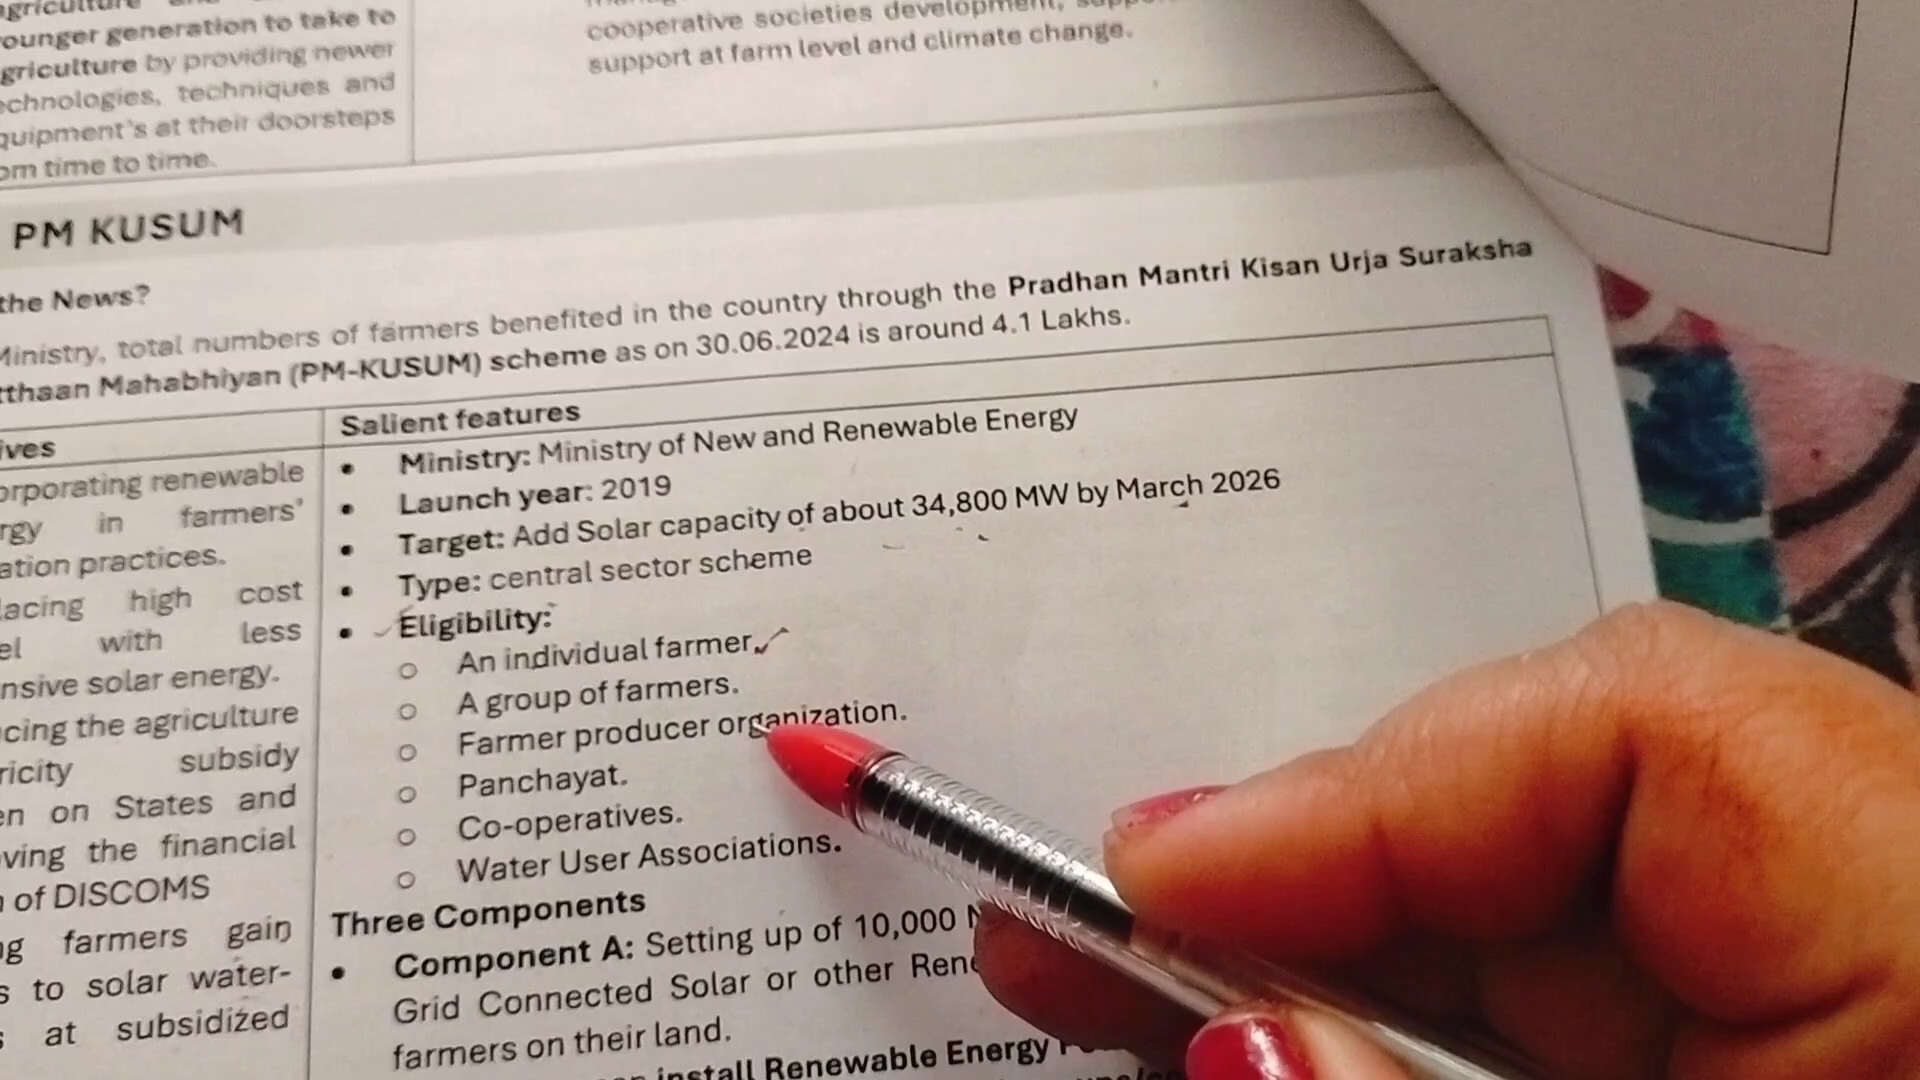 ounger generation to take to
griculture by providing newer
echnologies, techniques and
quipment's at their doorsteps
om time to time.
cooperative societies development,
support at farm level and climate change.
PM KUSUM
the News?
Ministry, total numbers of farmers benefited in the country through the Pradhan Mantri Kisan Urja Suraksha
tthaan Mahabhiyan (PM-KUSUM) scheme as on 30.06.2024 is around 4.1 Lakhs.
ives
orporating renewable
rgy in farmers'
ation practices.
lacing high cost
el with less
nsive solar energy.
cing the agriculture
ricity subsidy
en on States and
ving the financial
of DISCOMS
ng farmers gain
s to solar water-
s at subsidized
Salient features
• Ministry: Ministry of New and Renewable Energy
• Launch year: 2019
• Target: Add Solar capacity of about 34,800 MW by March 2026
• Type: central sector scheme
• Eligibility:
o An individual farmer.
o A group of farmers.
o Farmer producer organization.
o Panchayat.
o Co-operatives.
o Water User Associations.
Three Components
• Component A: Setting up of 10,000
Grid Connected Solar or other Rene
farmers on their land.
install Renewable Energy